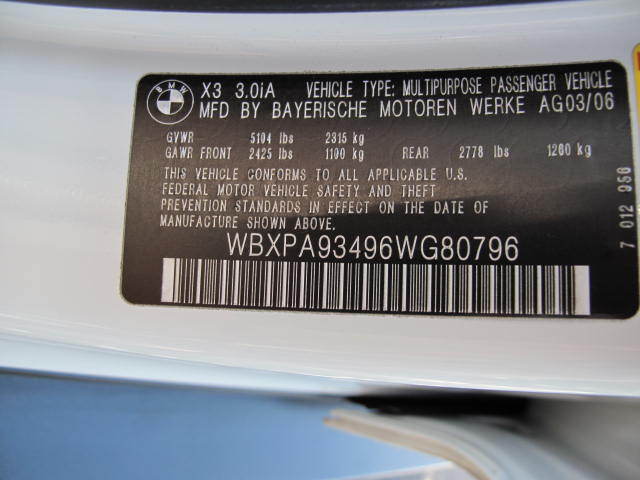 BMW
X3 3.0iA VEHICLE TYPE: MULTIPURPOSE PASSENGER VEHICLE
MFD BY BAYERISCHE MOTOREN WERKE AG03/06
GVWR 5104 lbs 2315 kg
GAWR FRONT 2425 lbs 1100 kg REAR 2778 lbs 1260 kg
THIS VEHICLE CONFORMS TO ALL APPLICABLE U.S.
FEDERAL MOTOR VEHICLE SAFETY AND THEFT
PREVENTION STANDARDS IN EFFECT ON THE DATE OF
MANUFACTURE SHOWN ABOVE.
WBXPA93496WG80796
7 012 950